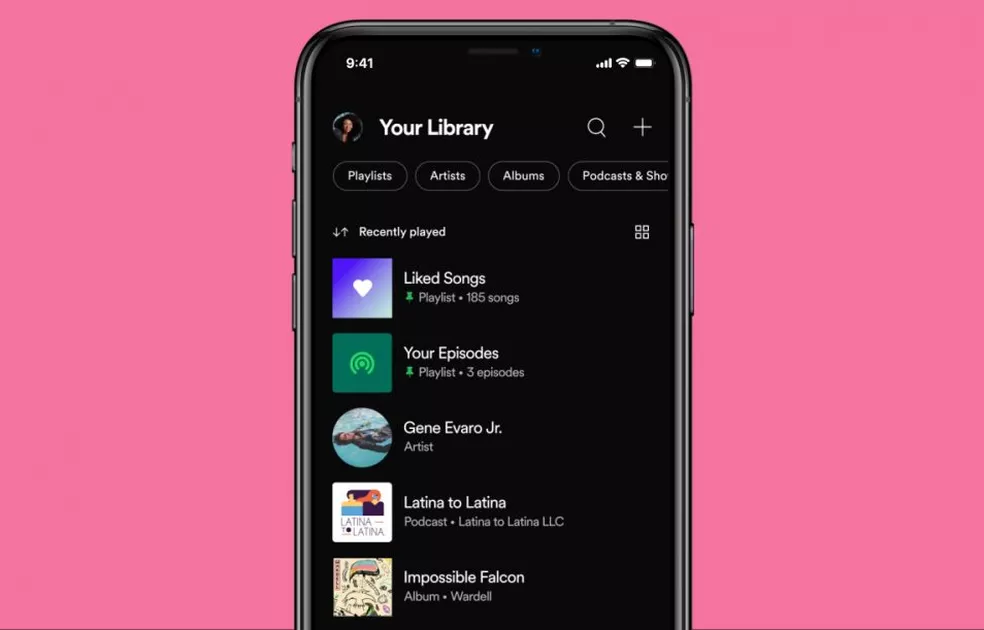 9:41
Your Library
Playlists
Artists
Albums
Podcasts & Sho
Recently played
Liked Songs
Playlist • 185 songs
Your Episodes
Playlist • 3 episodes
Gene Evaro Jr.
Artist
LATINA —
TO LATINA
Latina to Latina
Podcast • Latina to Latina LLC
Impossible Falcon
Album • Wardell